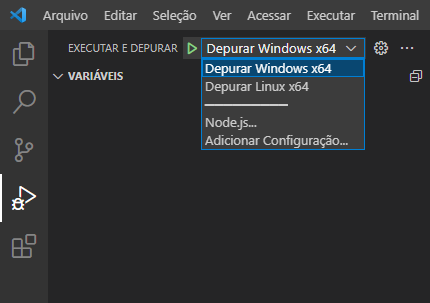 Arquivo Editar Seleção Ver Acessar Executar Terminal
EXECUTAR E DEPURAR Depurar Windows x64
Depurar Windows x64
VARIÁVEIS
Depurar Linux x64
Node.js...
Adicionar Configuração...